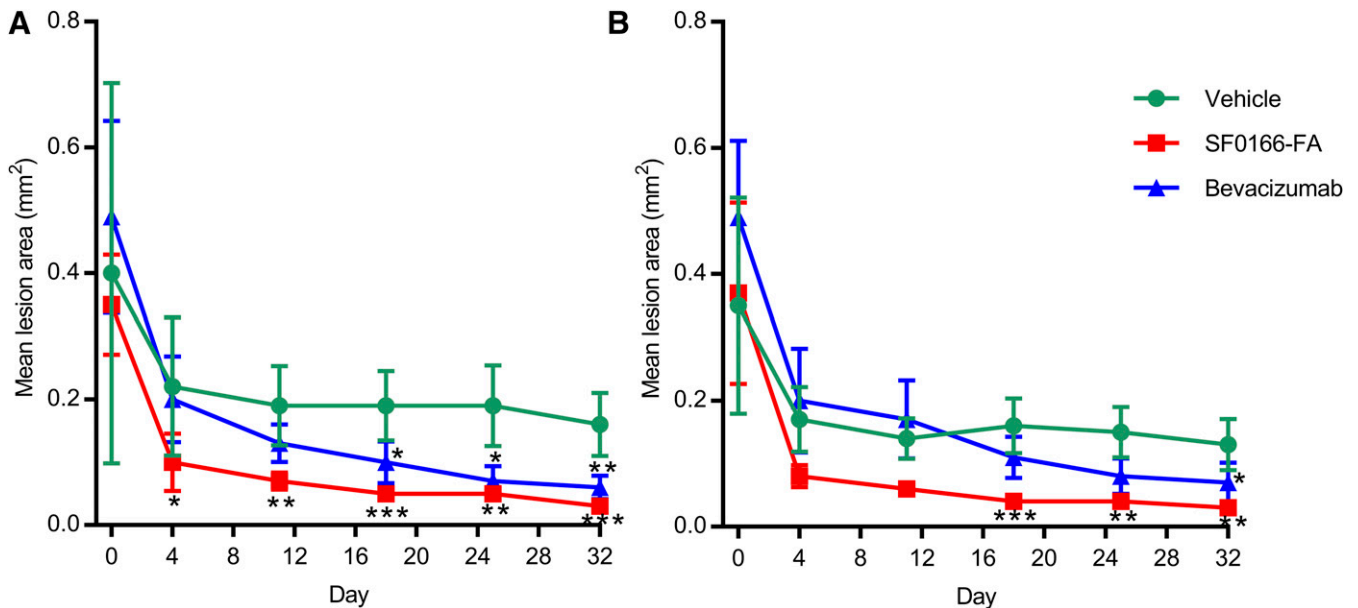 A
Mean lesion area (mm2)
0.8
0.6
0.4
0.2
0.0
* ** * * *** ** ** ***
0 4 8 12 16 20 24 28 32
Day
B
Mean lesion area (mm2)
0.8
0.6
0.4
0.2
0.0
*** ** * **
0 4 8 12 16 20 24 28 32
Day
Vehicle
SF0166-FA
Bevacizumab